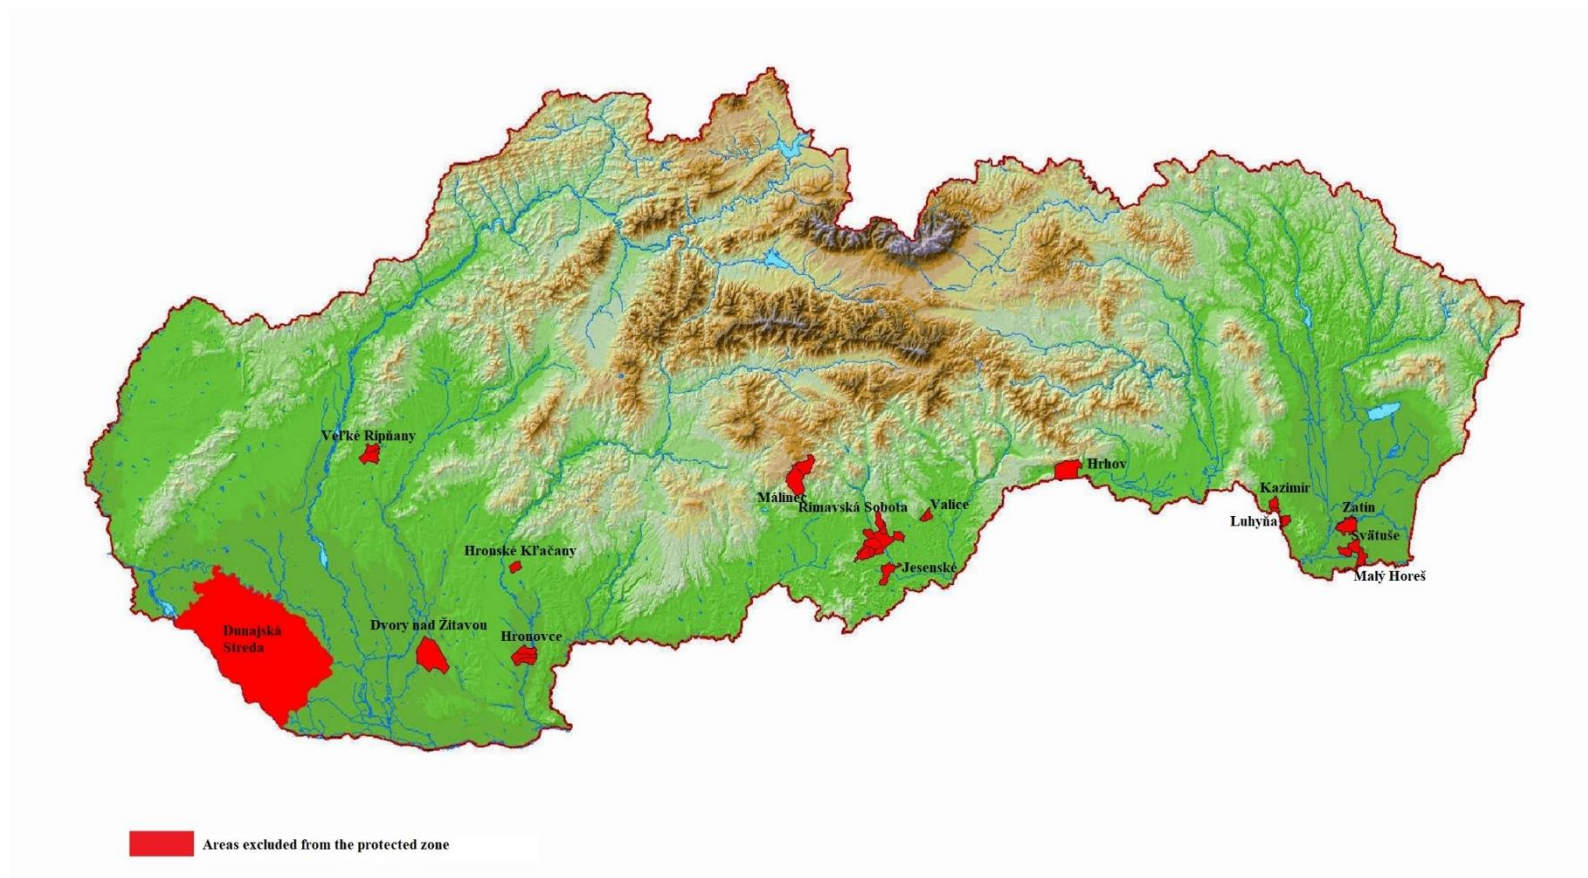 Veľké Ripňany
Hrhov
Kazimír
Málinec
Rimavská Sobota
Valice
Zatín
Luhyňa
Svätuše
Hronské Kľačany
Jesenské
Malý Horeš
Dvory nad Žitavou
Dunajská
Streda
Hronovce
Areas excluded from the protected zone